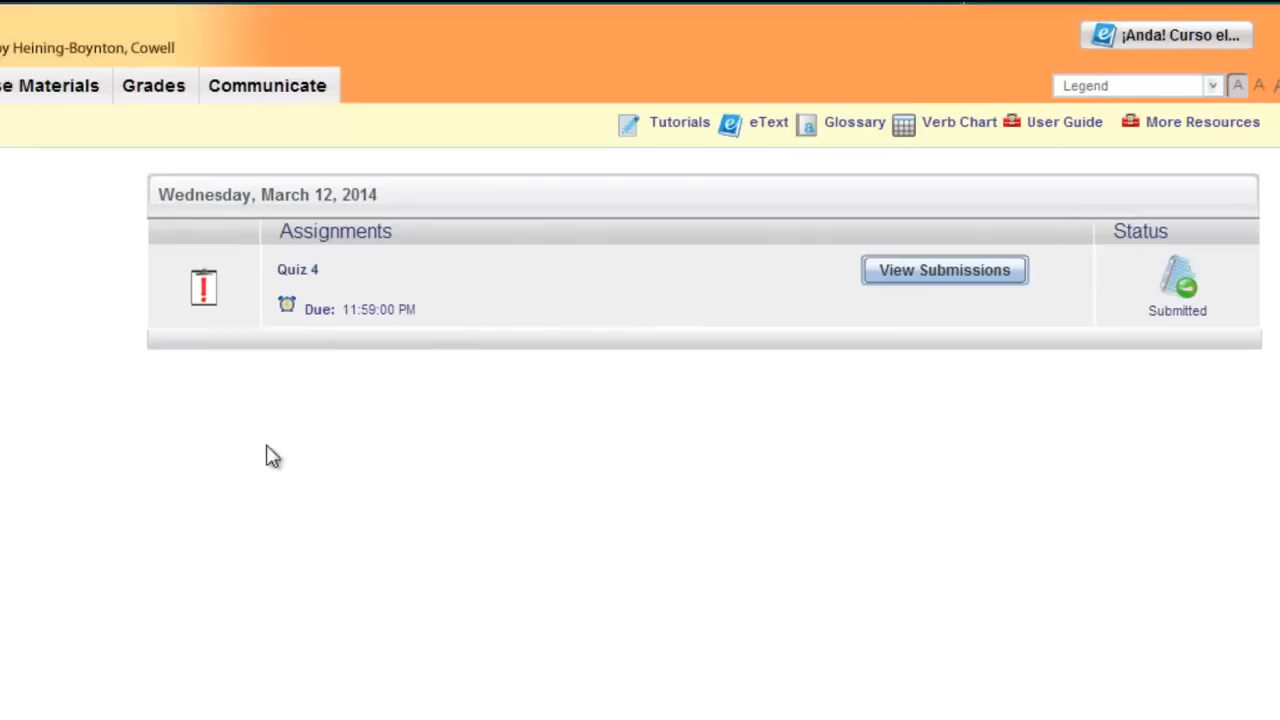 by Heining-Boynton, Cowell
¡Anda! Curso el...
Materials Grades Communicate
Legend A A
Tutorials eText Glossary Verb Chart User Guide More Resources
Wednesday, March 12, 2014
Assignments Status
Quiz 4 View Submissions
Due: 11:59:00 PM Submitted